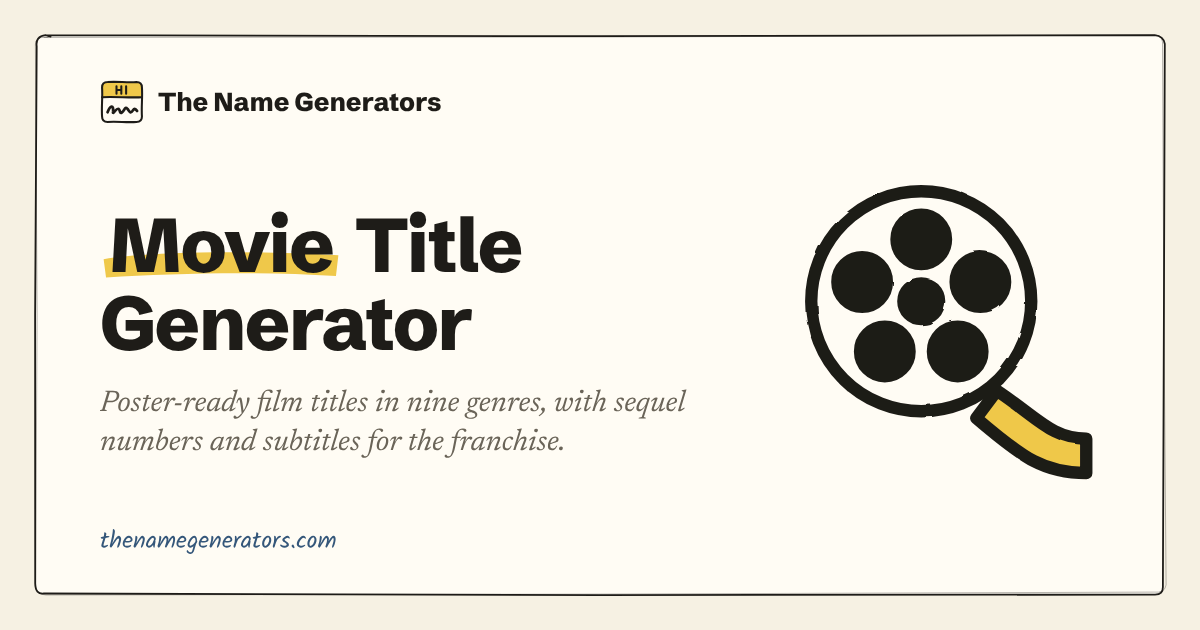 HI
The Name Generators
Movie Title
Generator
Poster-ready film titles in nine genres, with sequel
numbers and subtitles for the franchise.
thenamegenerators.com